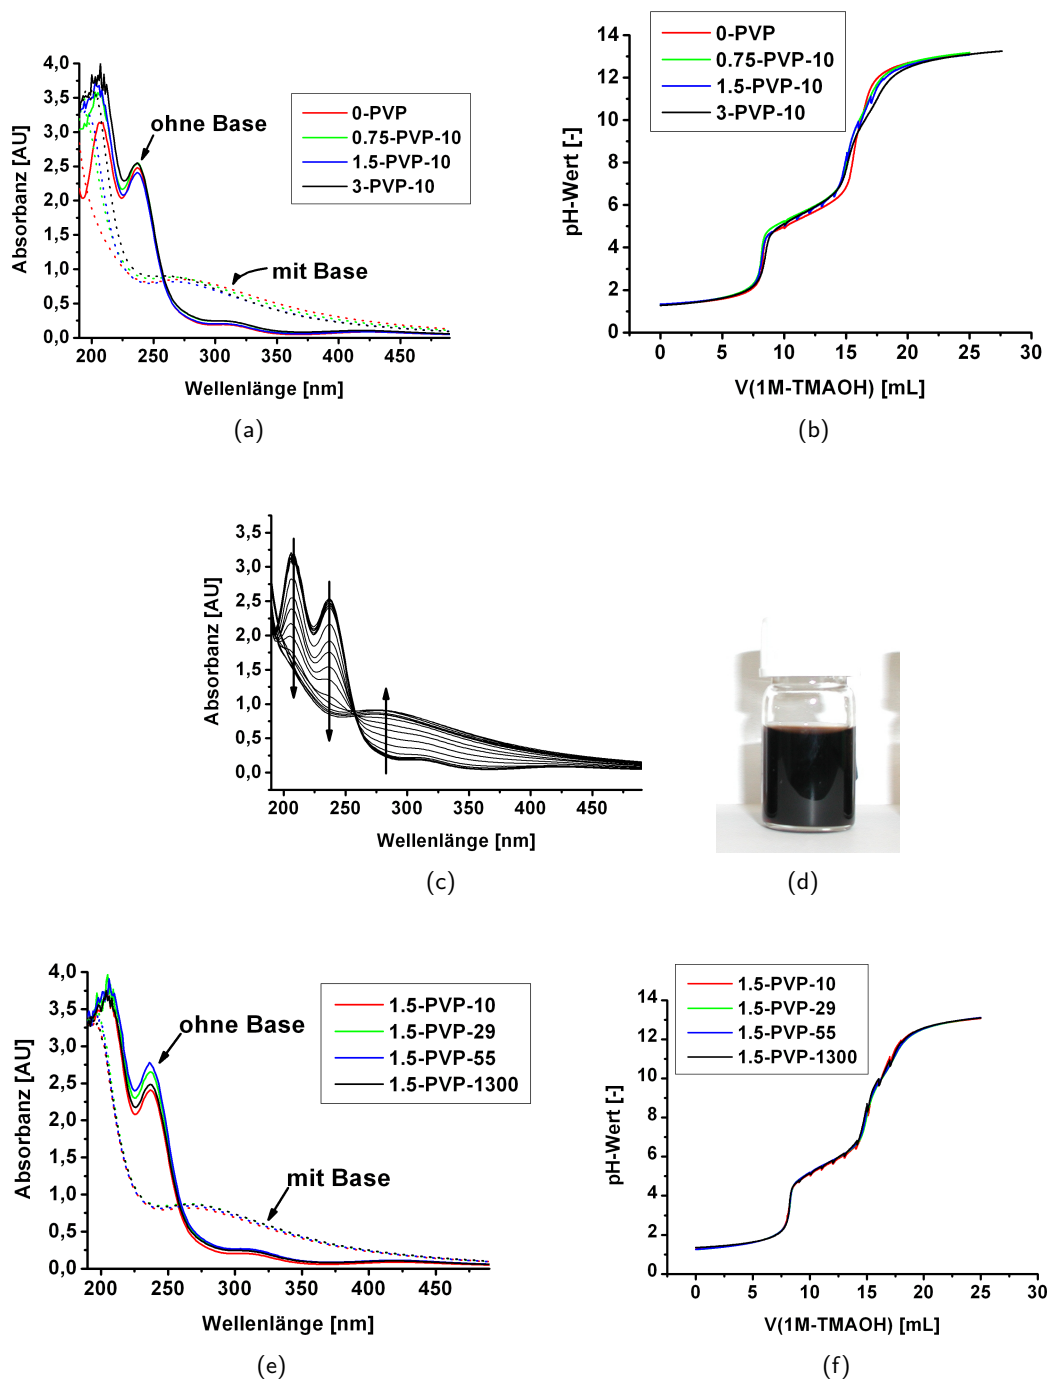 4,0
3,5
3,0
2,5
2,0
1,5
1,0
0,5
0,0
Absorbanz [AU]
200 250 300 350 400 450
Wellenlänge [nm]
ohne Base
mit Base
0-PVP
0.75-PVP-10
1.5-PVP-10
3-PVP-10
(a)
14
12
10
8
6
4
2
0
pH-Wert [-]
0 5 10 15 20 25 30
V(1M-TMAOH) [mL]
0-PVP
0.75-PVP-10
1.5-PVP-10
3-PVP-10
(b)
3,5
3,0
2,5
2,0
1,5
1,0
0,5
0,0
Absorbanz [AU]
200 250 300 350 400 450
Wellenlänge [nm]
(c)
(d)
4,0
3,5
3,0
2,5
2,0
1,5
1,0
0,5
0,0
Absorbanz [AU]
200 250 300 350 400 450
Wellenlänge [nm]
ohne Base
mit Base
1.5-PVP-10
1.5-PVP-29
1.5-PVP-55
1.5-PVP-1300
(e)
14
12
10
8
6
4
2
0
pH-Wert [-]
0 5 10 15 20 25 30
V(1M-TMAOH) [mL]
1.5-PVP-10
1.5-PVP-29
1.5-PVP-55
1.5-PVP-1300
(f)